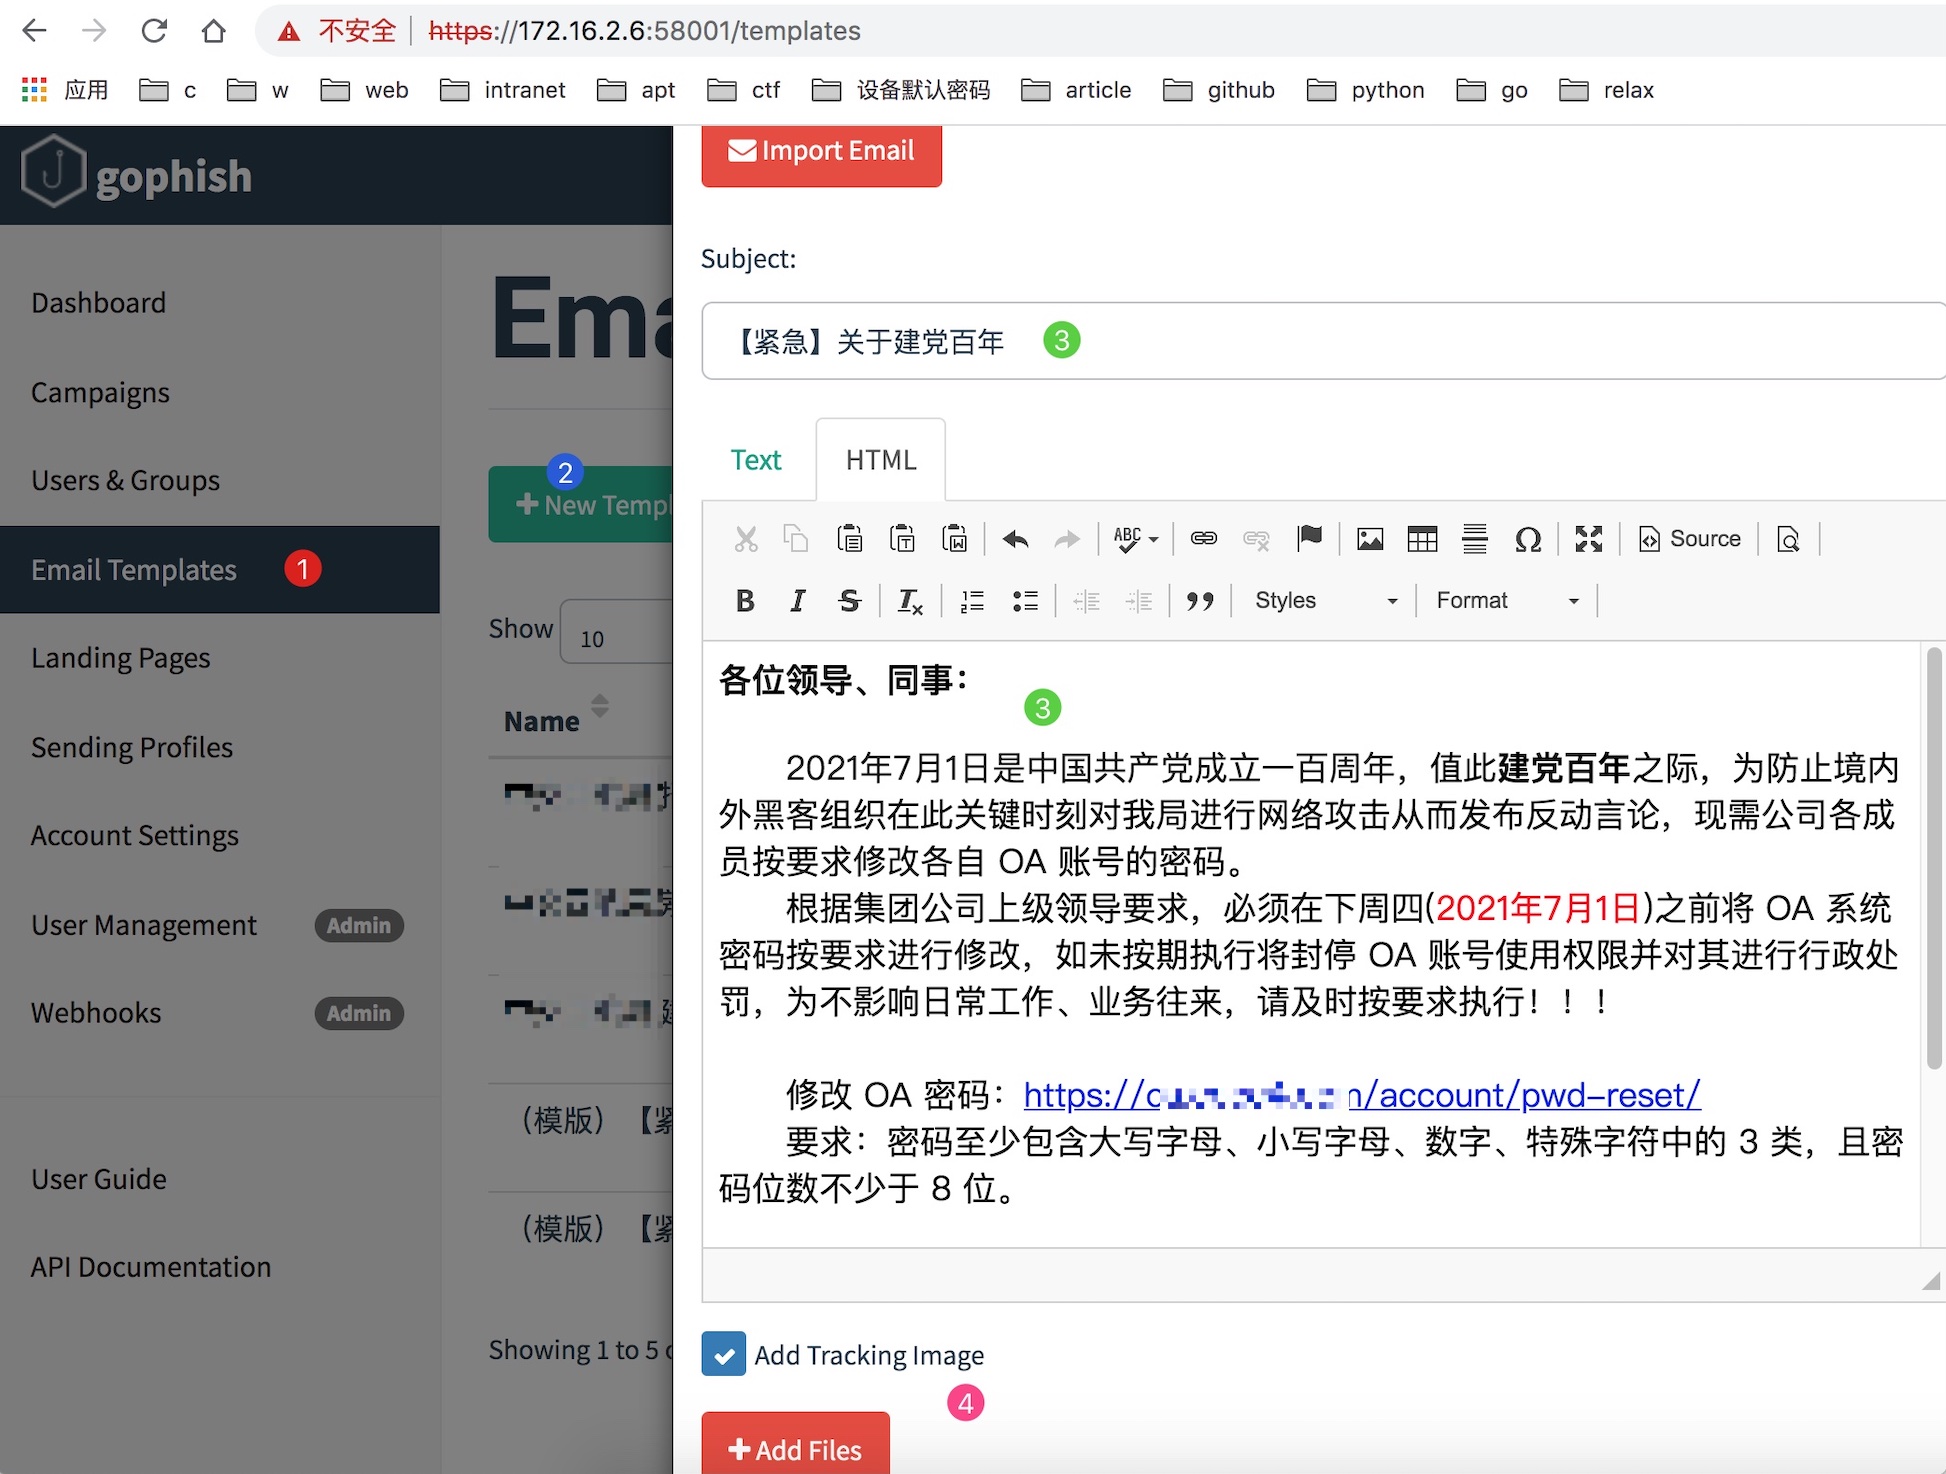 不安全 https://172.16.2.6:58001/templates
应用 c w web intranet apt ctf 设备默认密码 article github python go relax
gophish
Dashboard
Campaigns
Users & Groups
Email Templates 1
Landing Pages
Sending Profiles
Account Settings
User Management Admin
Webhooks Admin
User Guide
API Documentation
2
New Templ
Show 10
Name
（模版）【紧
（模版）【紧
Showing 1 to 5
Import Email
Subject:
【紧急】关于建党百年 3
Text HTML
ABC Source
B I S Tx Styles Format
各位领导、同事：
3
2021年7月1日是中国共产党成立一百周年，值此建党百年之际，为防止境内
外黑客组织在此关键时刻对我局进行网络攻击从而发布反动言论，现需公司各成
员按要求修改各自 OA 账号的密码。
根据集团公司上级领导要求，必须在下周四(2021年7月1日)之前将 OA 系统
密码按要求进行修改，如未按期执行将封停 OA 账号使用权限并对其进行行政处
罚，为不影响日常工作、业务往来，请及时按要求执行！！！
修改 OA 密码：https:// /account/pwd-reset/
要求：密码至少包含大写字母、小写字母、数字、特殊字符中的 3 类，且密
码位数不少于 8 位。
Add Tracking Image
4
Add Files